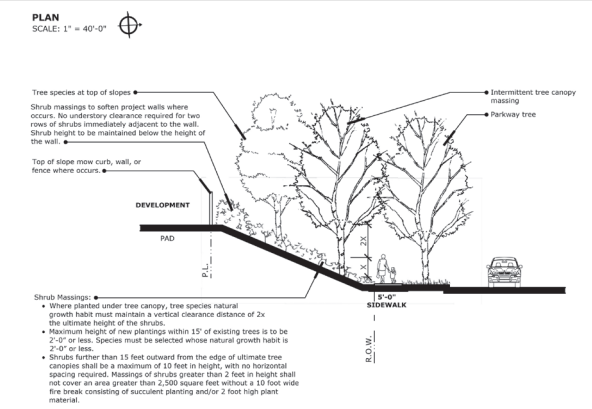 PLAN
SCALE: 1" = 40'-0"
Tree species at top of slopes
Shrub massings to soften project walls where
occurs. No understory clearance required for two
rows of shrubs immediately adjacent to the wall.
Shrub height to be maintained below the height of
the wall.
Top of slope mow curb, wall, or
fence where occurs.
Intermittent tree canopy
massing
Parkway tree
DEVELOPMENT
PAD
P.L.
2X
X
5'-0"
SIDEWALK
R.O.W.
Shrub Massings:
• Where planted under tree canopy, tree species natural
growth habit must maintain a vertical clearance distance of 2x
the ultimate height of the shrubs.
• Maximum height of new plantings within 15' of existing trees is to be
2'-0" or less. Species must be selected whose natural growth habit is
2'-0" or less.
• Shrubs further than 15 feet outward from the edge of ultimate tree
canopies shall be a maximum of 10 feet in height, with no horizontal
spacing required. Massings of shrubs greater than 2 feet in height shall
not cover an area greater than 2,500 square feet without a 10 foot wide
fire break consisting of succulent planting and/or 2 foot high plant
material.